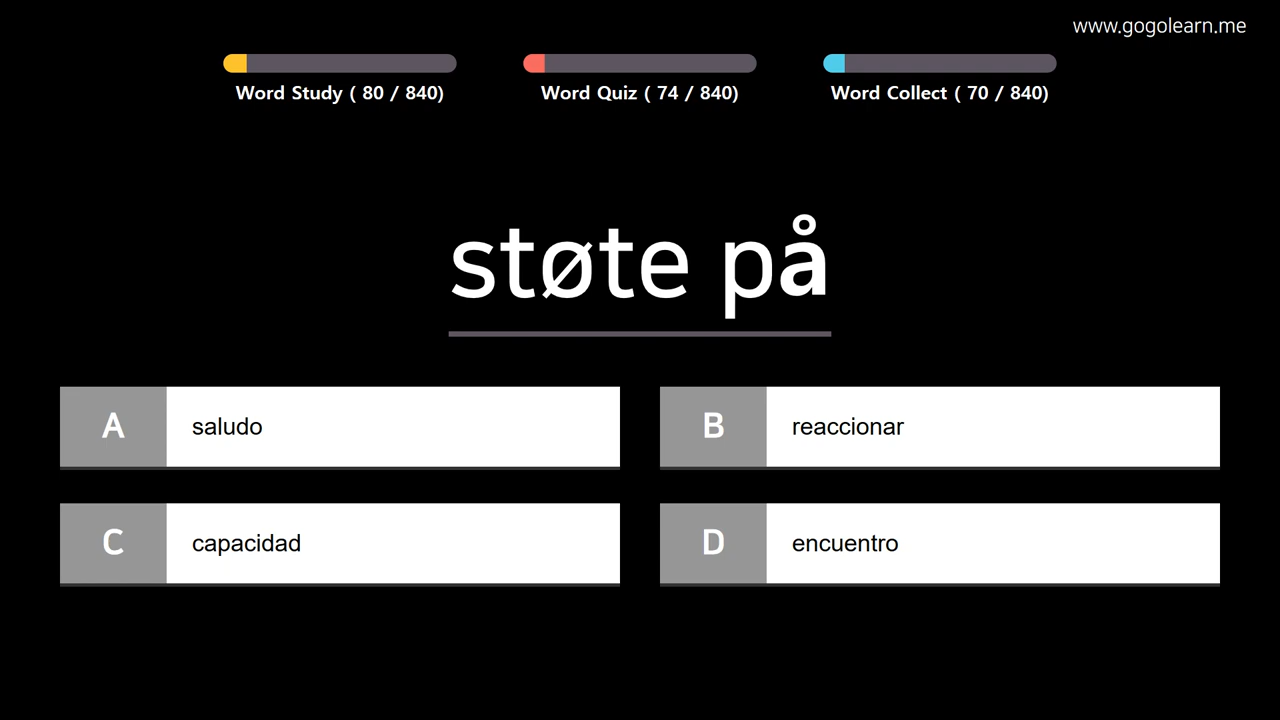 www.gogolearn.me
Word Study ( 80 / 840)
Word Quiz ( 74 / 840)
Word Collect ( 70 / 840)
støte på
A saludo
B reaccionar
C capacidad
D encuentro